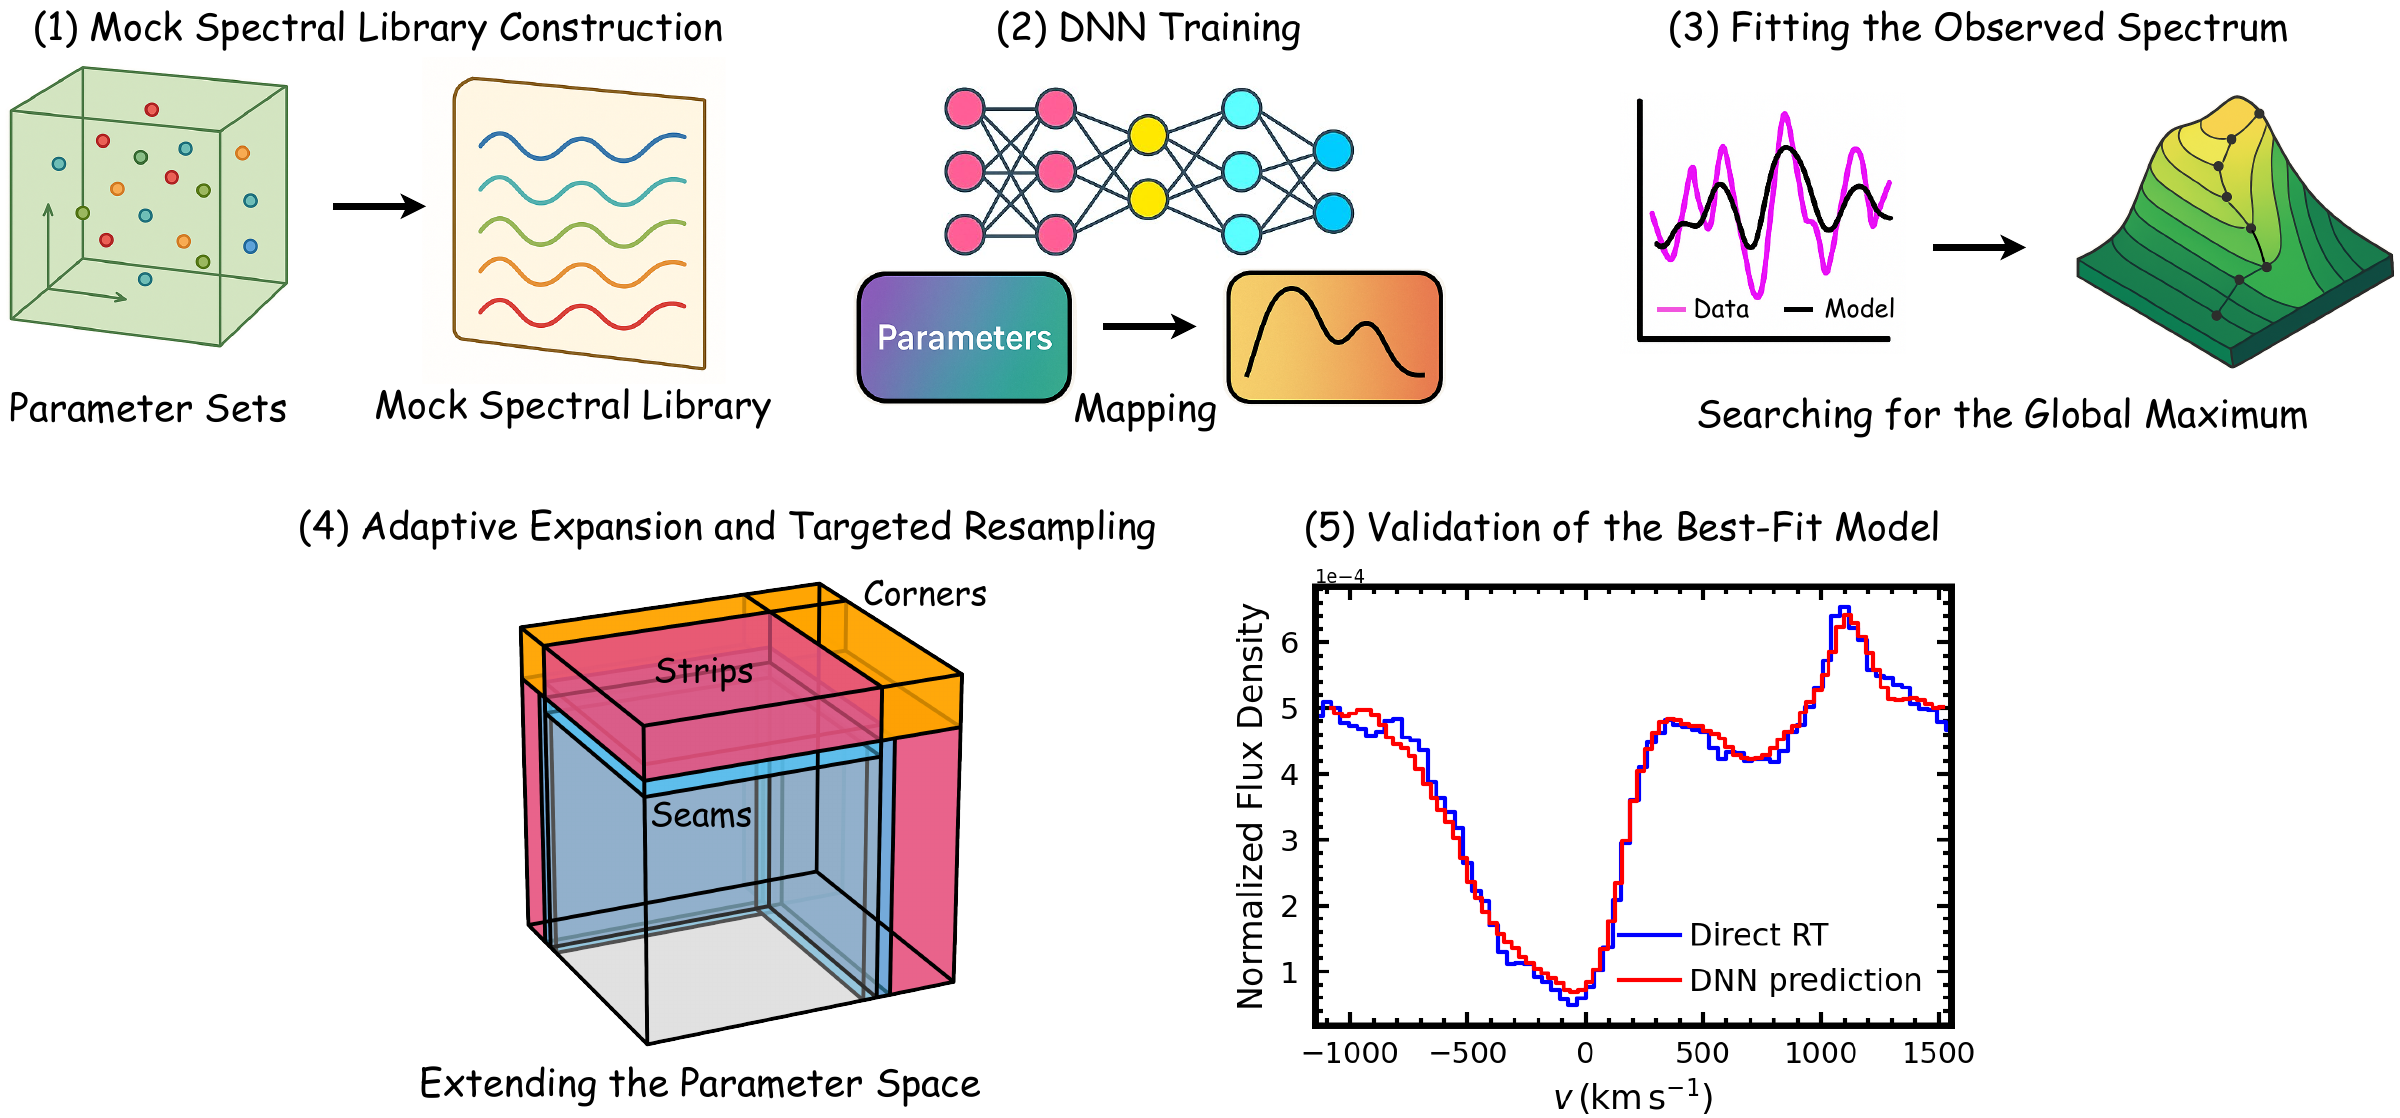 (1) Mock Spectral Library Construction
Parameter Sets
Mock Spectral Library
(2) DNN Training
Parameters
Mapping
(3) Fitting the Observed Spectrum
Data
Model
Searching for the Global Maximum
(4) Adaptive Expansion and Targeted Resampling
Corners
Strips
Seams
Extending the Parameter Space
(5) Validation of the Best-Fit Model
1e−4
Normalized Flux Density
6
5
4
3
2
1
Direct RT
DNN prediction
−1000 −500 0 500 1000 1500
v (km s⁻¹)